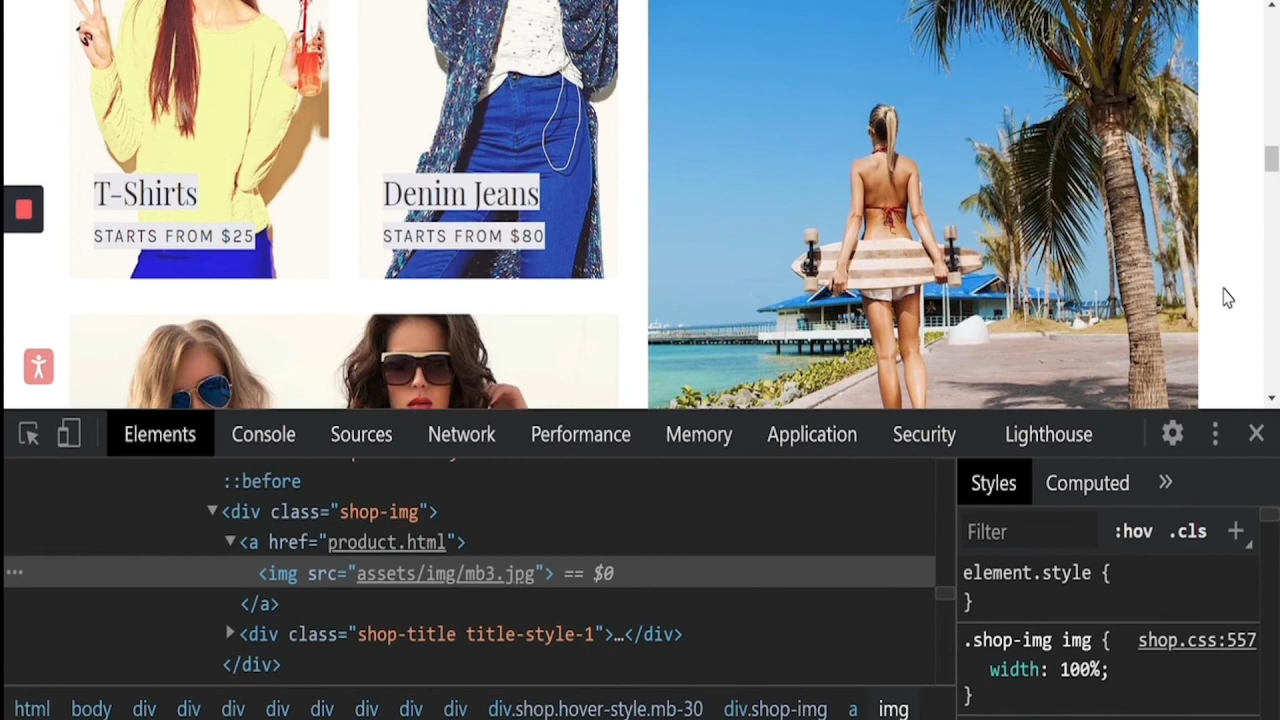 T-Shirts
STARTS FROM $25
Denim Jeans
STARTS FROM $80
Elements Console Sources Network Performance Memory Application Security Lighthouse
::before
<div class="shop-img">
<a href="product.html">
<img src="assets/img/mb3.jpg"> == $0
</a>
<div class="shop-title title-style-1">…</div>
</div>
html body div div div div div div div div div.shop.hover-style.mb-30 div.shop-img a img
Styles Computed »
Filter :hov .cls +
element.style {
}
.shop-img img { shop.css:557
width: 100%;
}